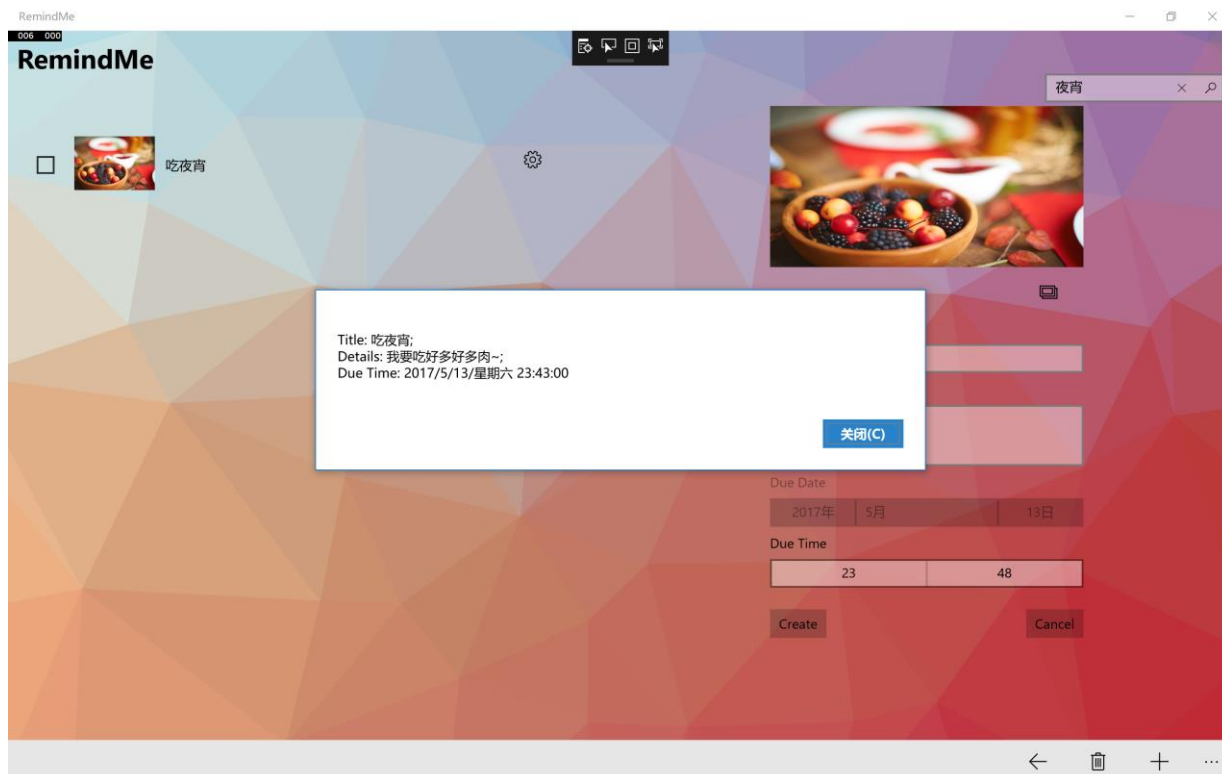 RemindMe
006 000
RemindMe
夜宵
吃夜宵
Title: 吃夜宵;
Details: 我要吃好多好多肉~;
Due Time: 2017/5/13/星期六 23:43:00
关闭(C)
Due Date
2017年 5月 13日
Due Time
23 48
Create Cancel